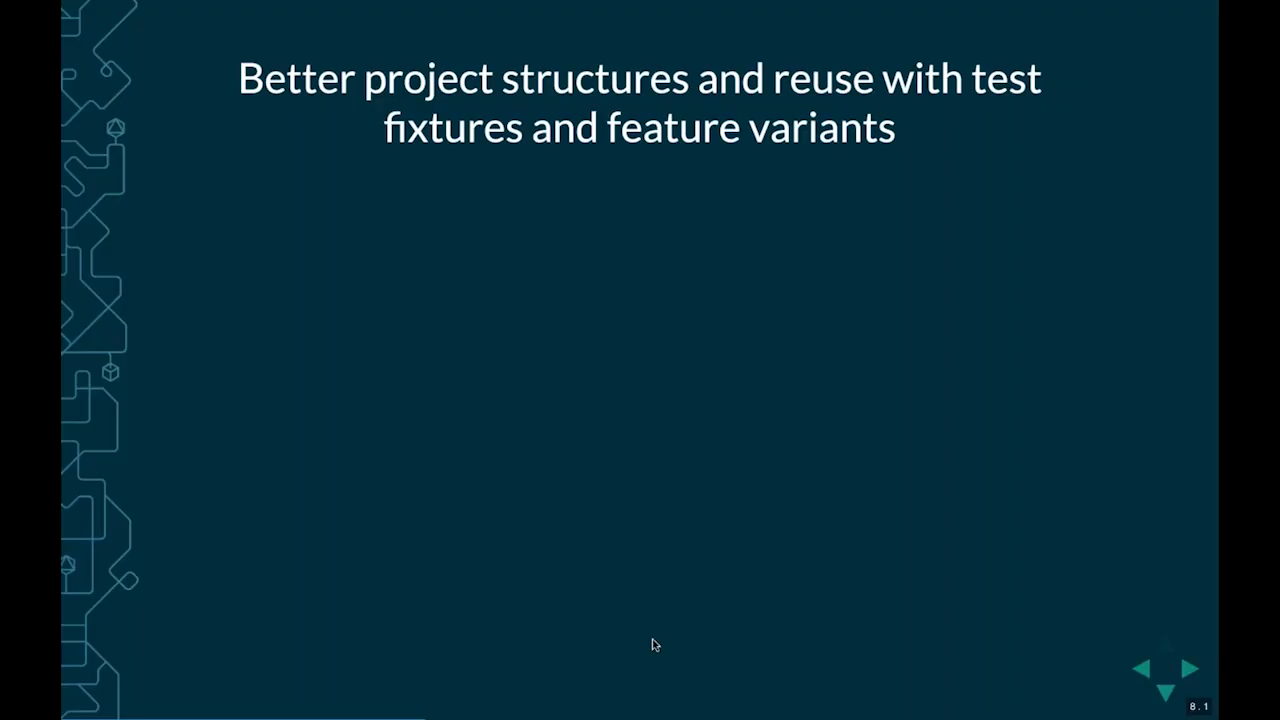 Better project structures and reuse with test
fixtures and feature variants
8.1